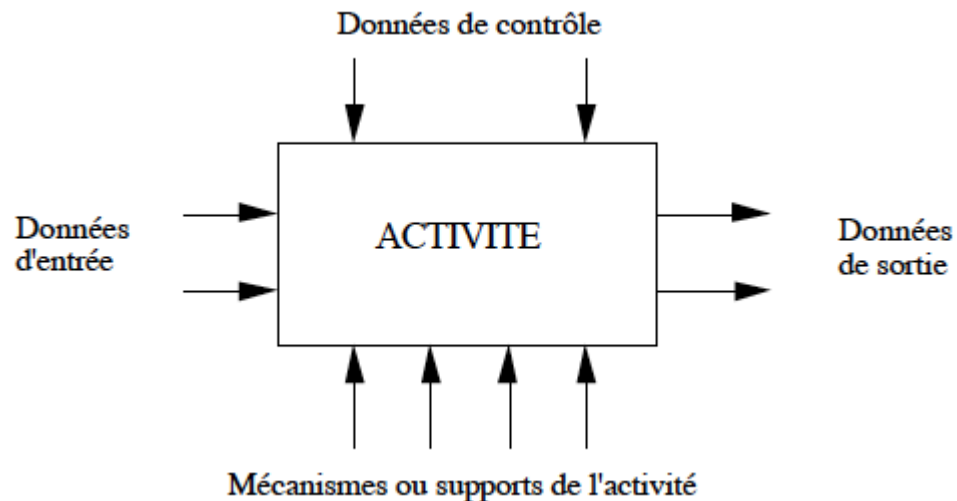 Données de contrôle
Données
d'entrée
ACTIVITE
Données
de sortie
Mécanismes ou supports de l'activité